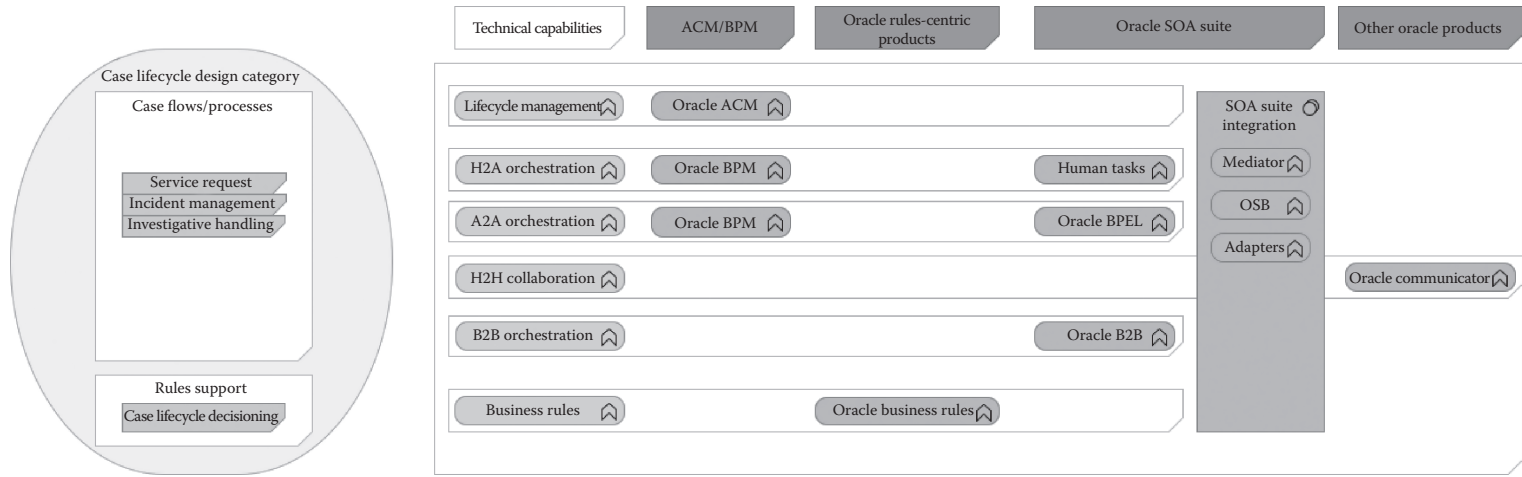 Case lifecycle design category
Case flows/processes
Service request
Incident management
Investigative handling
Rules support
Case lifecycle decisioning
Technical capabilities
ACM/BPM
Oracle rules-centric
products
Oracle SOA suite
Other oracle products
Lifecycle management
Oracle ACM
H2A orchestration
Oracle BPM
Human tasks
A2A orchestration
Oracle BPM
Oracle BPEL
H2H collaboration
Oracle communicator
B2B orchestration
Oracle B2B
Business rules
Oracle business rules
SOA suite
integration
Mediator
OSB
Adapters